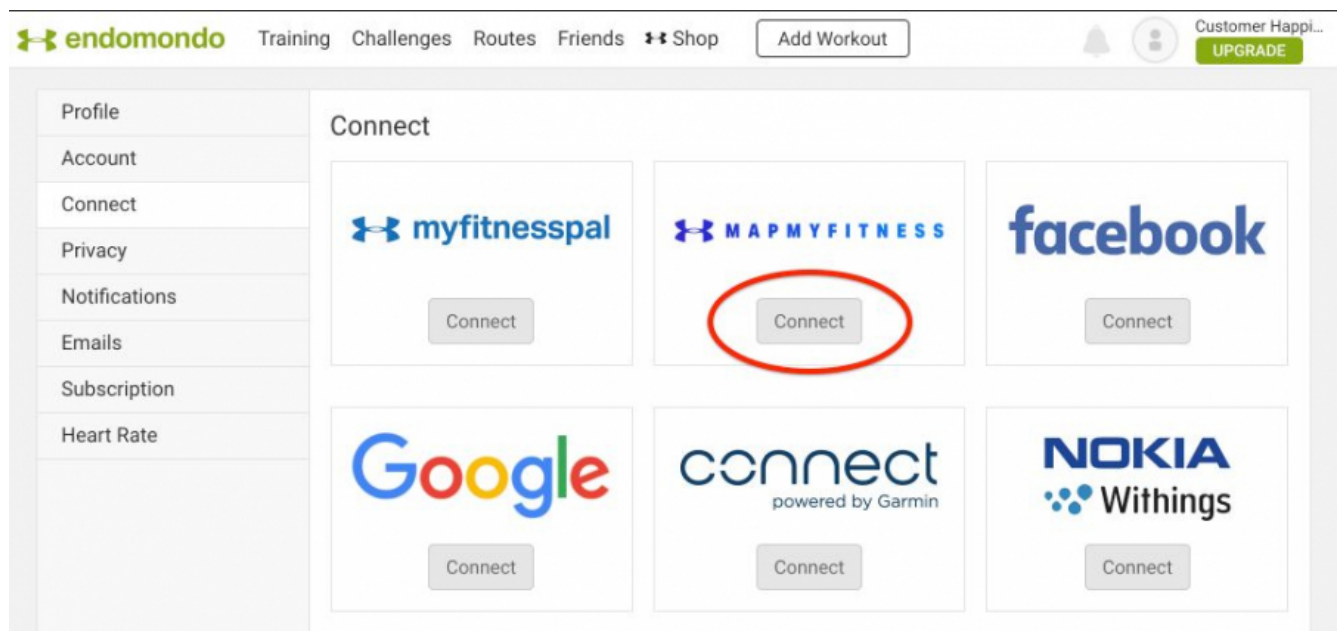 endomondo Training Challenges Routes Friends Shop Add Workout Customer Happi...
UPGRADE
Profile
Account
Connect
Privacy
Notifications
Emails
Subscription
Heart Rate
Connect
myfitnesspal MAPMYFITNESS facebook
Connect Connect Connect
Google connect NOKIA
powered by Garmin Withings
Connect Connect Connect